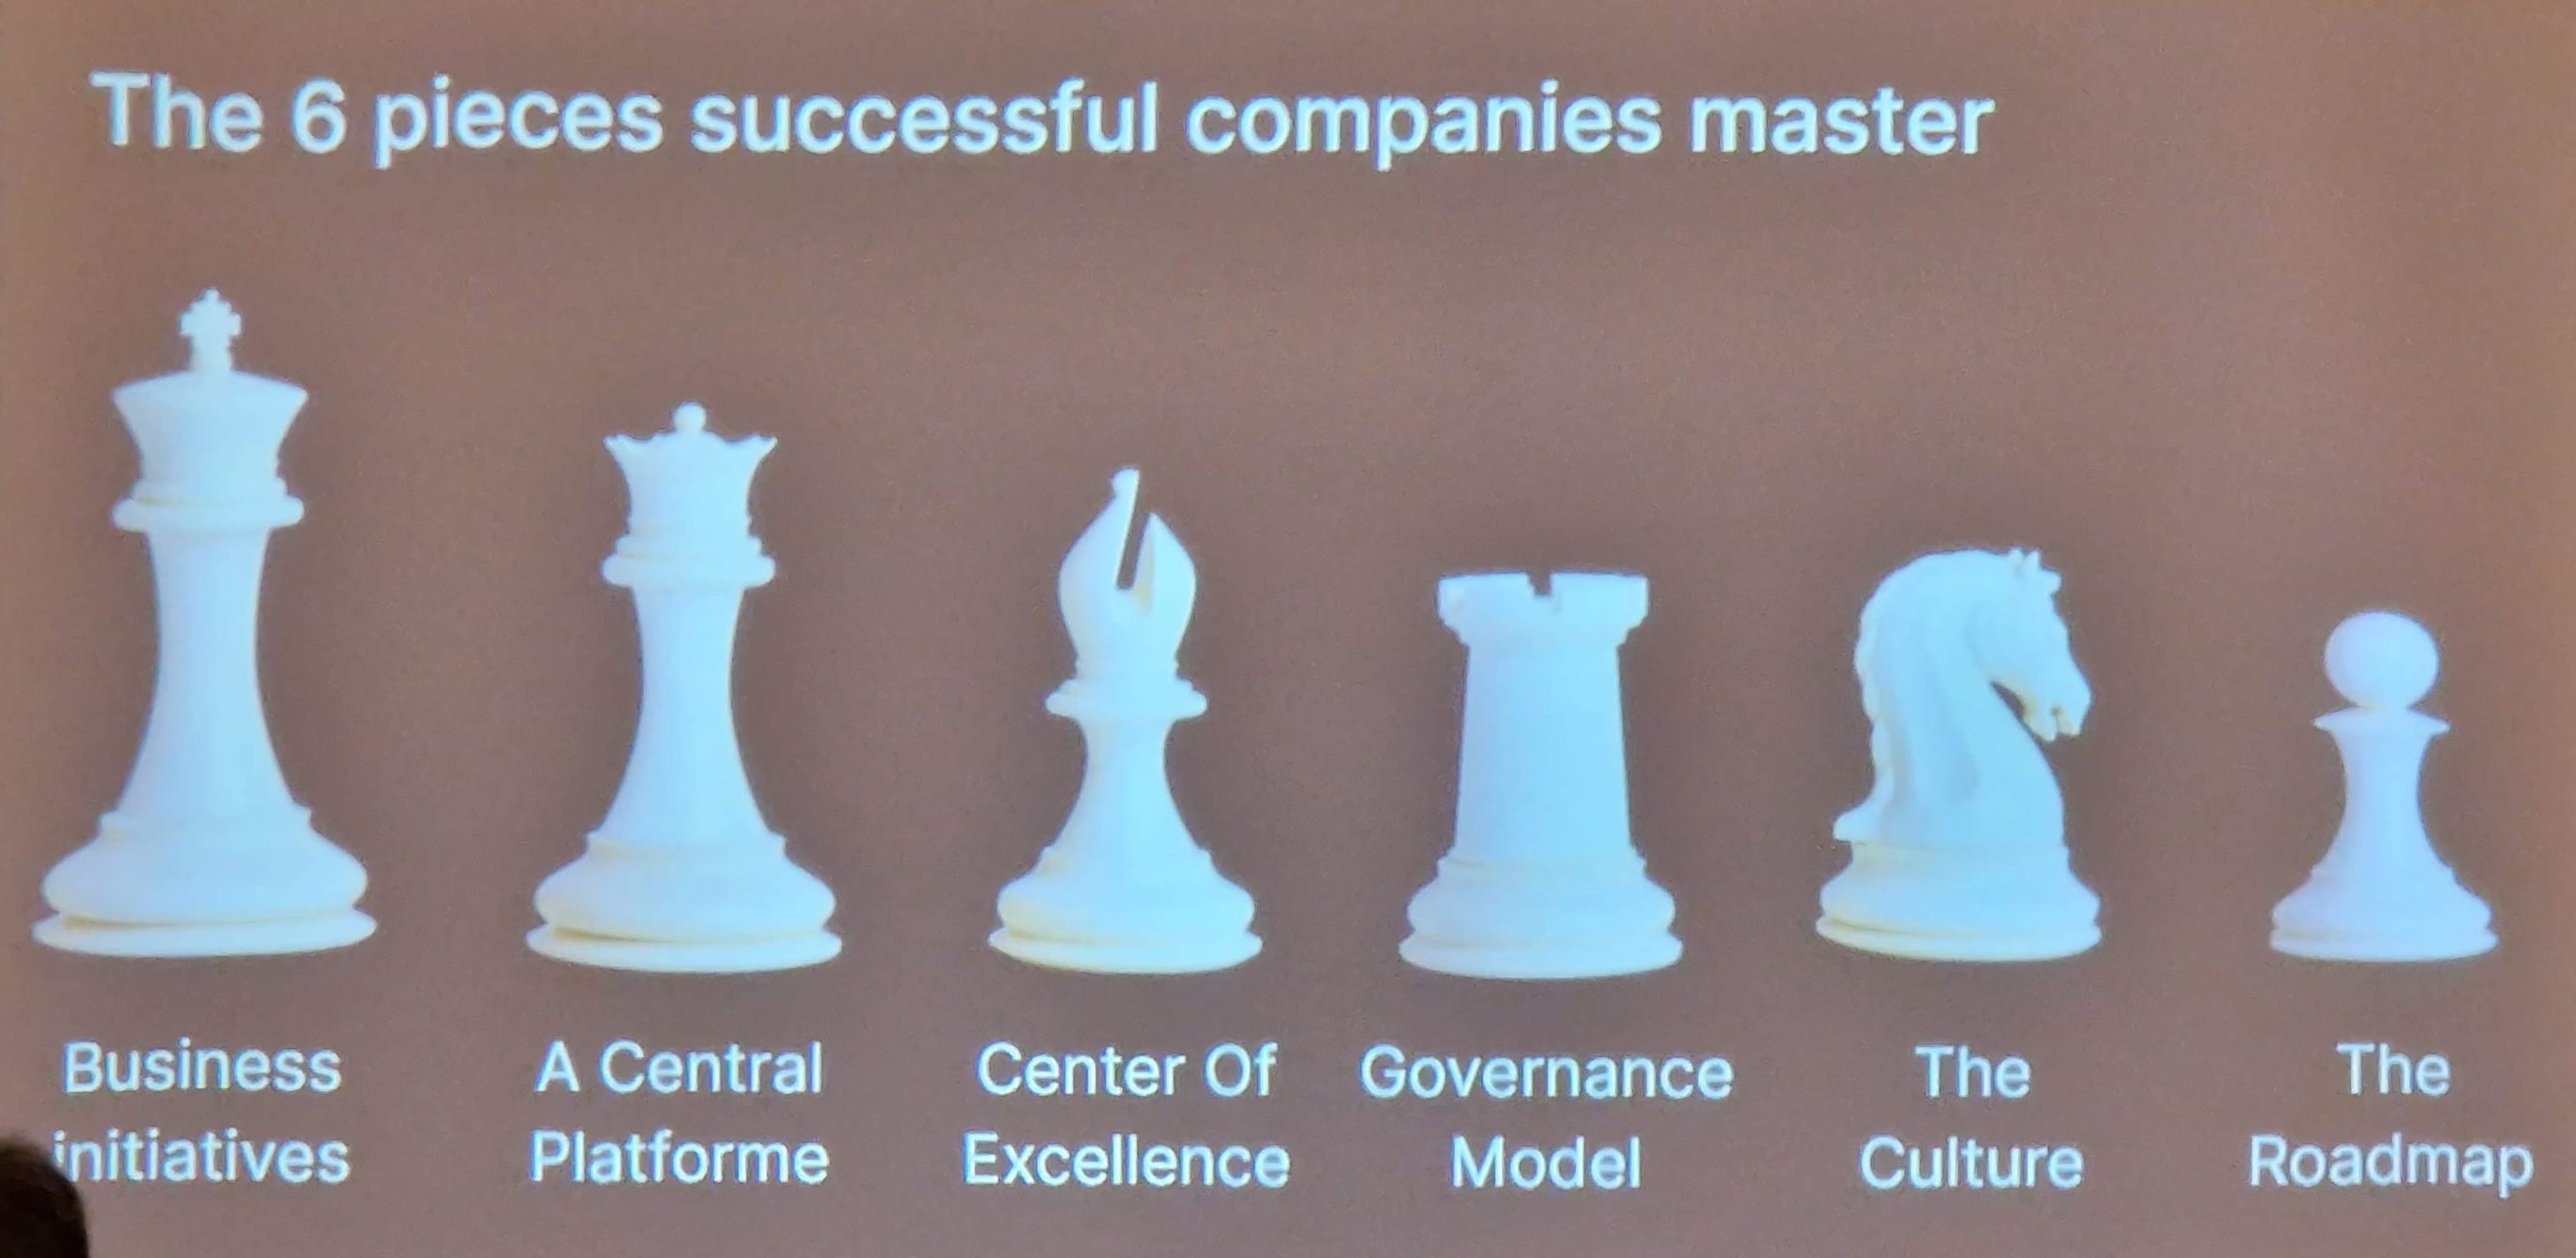 The 6 pieces successful companies master
Business
initiatives
A Central
Platforme
Center Of
Excellence
Governance
Model
The
Culture
The
Roadmap